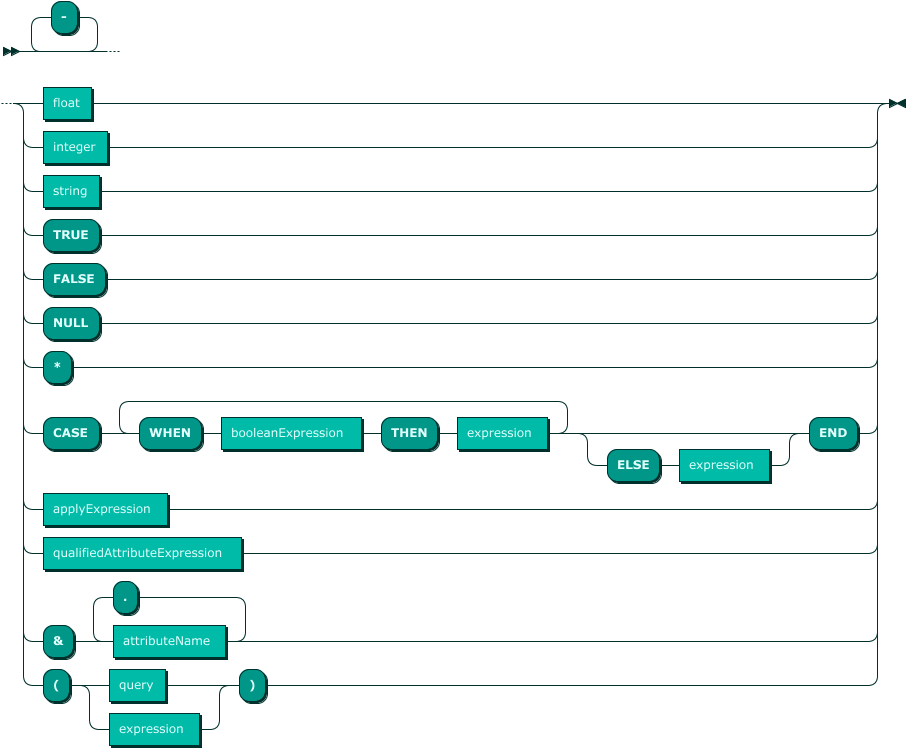 -
float
integer
string
TRUE
FALSE
NULL
*
CASE WHEN booleanExpression THEN expression END
ELSE expression
applyExpression
qualifiedAttributeExpression
.
& attributeName
( query )
expression